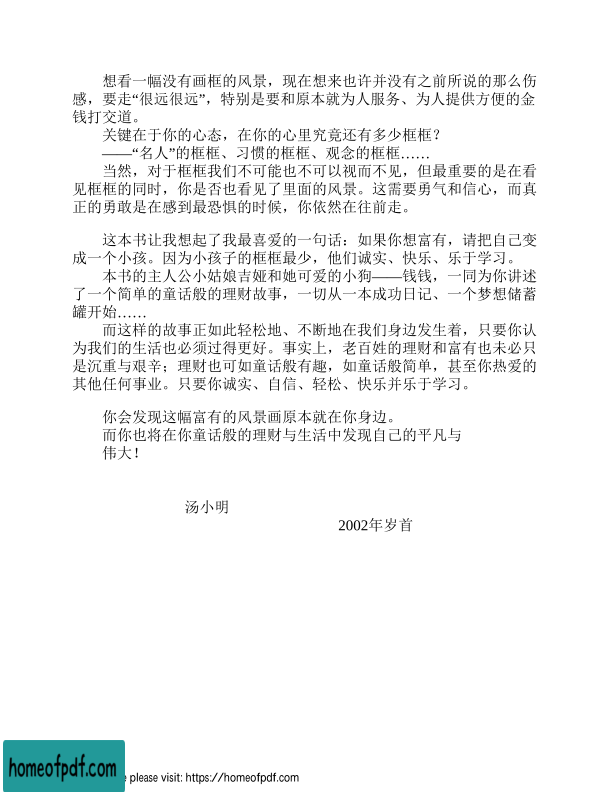 想看一幅没有画框的风景，现在想来也许并没有之前所说的那么伤
感，要走“很远很远”，特别是要和原本就为人服务、为人提供方便的金
钱打交道。
关键在于你的心态，在你的心里究竟还有多少框框？
——“名人”的框框、习惯的框框、观念的框框……
当然，对于框框我们不可能也不可以视而不见，但最重要的是在看
见框框的同时，你是否也看见了里面的风景。这需要勇气和信心，而真
正的勇敢是在感到最恐惧的时候，你依然在往前走。
这本书让我想起了我最喜爱的一句话：如果你想富有，请把自己变
成一个小孩。因为小孩子的框框最少，他们诚实、快乐、乐于学习。
本书的主人公小姑娘吉娅和她可爱的小狗——钱钱，一同为你讲述
了一个简单的童话般的理财故事，一切从一本成功日记、一个梦想储蓄
罐开始……
而这样的故事正如此轻松地、不断地在我们身边发生着，只要你认
为我们的生活也必须过得更好。事实上，老百姓的理财和富有也未必只
是沉重与艰辛；理财也可如童话般有趣，如童话般简单，甚至你热爱的
其他任何事业。只要你诚实、自信、轻松、快乐并乐于学习。
你会发现这幅富有的风景画原本就在你身边。
而你也将在你童话般的理财与生活中发现自己的平凡与
伟大！
汤小明
2002年岁首
homeofpdf.com
e please visit: https://homeofpdf.com